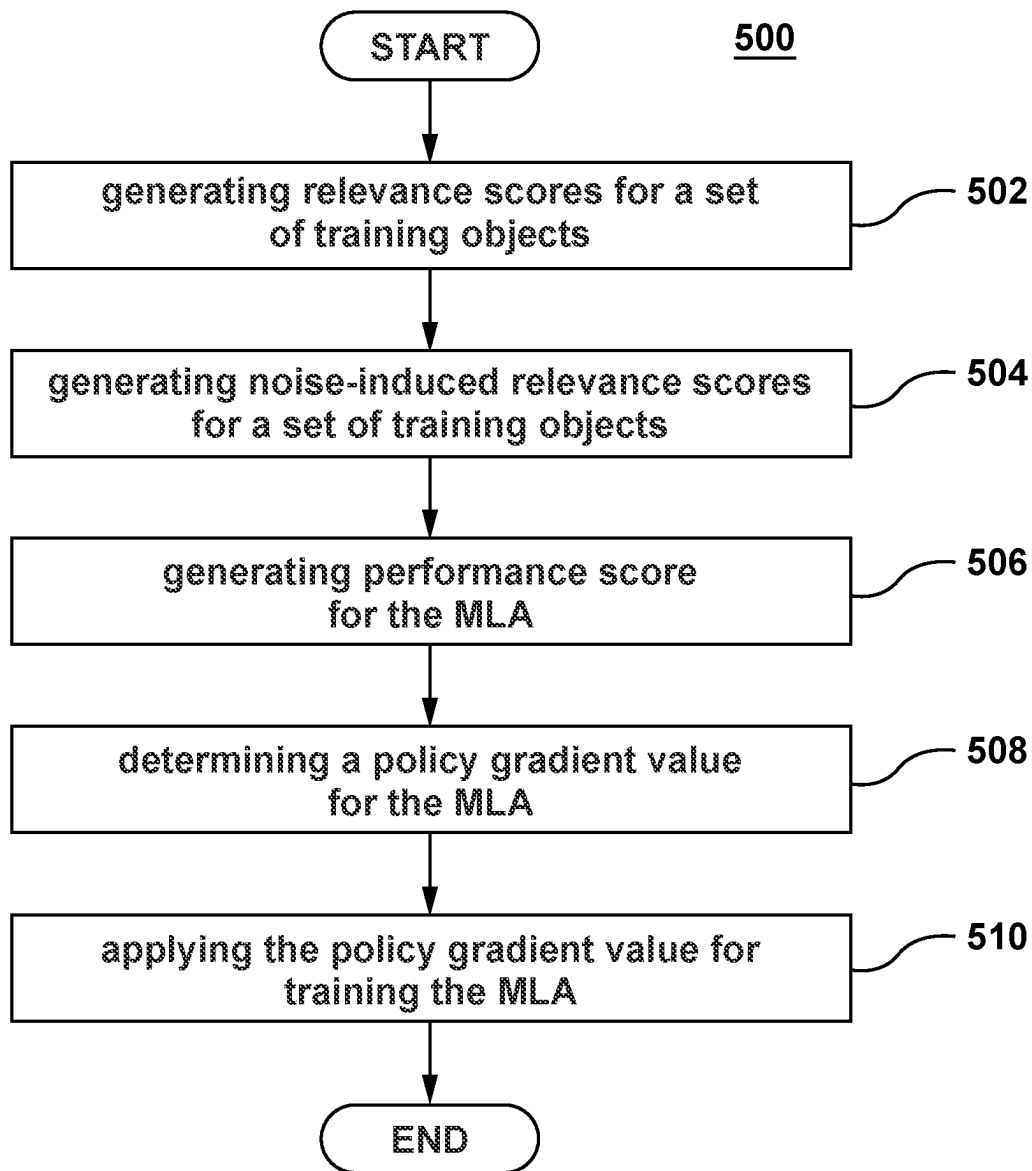 START
500
generating relevance scores for a set
of training objects
502
generating noise-induced relevance scores
for a set of training objects
504
generating performance score
for the MLA
506
determining a policy gradient value
for the MLA
508
applying the policy gradient value for
training the MLA
510
END